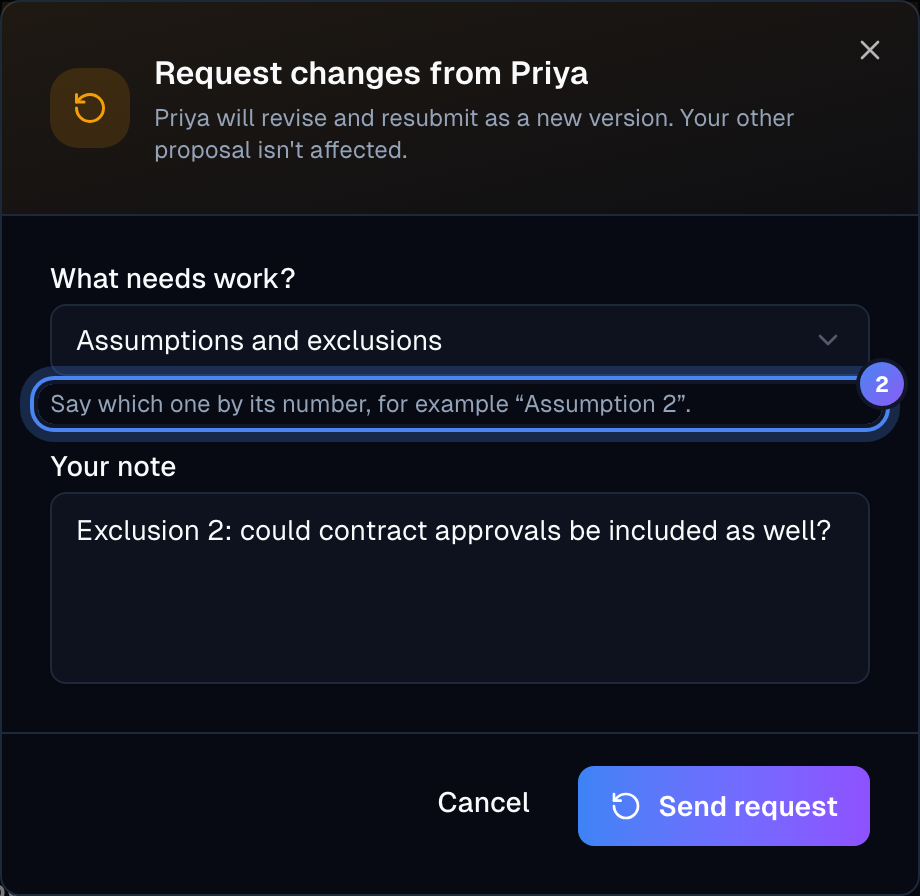 Request changes from Priya
Priya will revise and resubmit as a new version. Your other
proposal isn't affected.
What needs work?
Assumptions and exclusions
2
Say which one by its number, for example “Assumption 2”.
Your note
Exclusion 2: could contract approvals be included as well?
Cancel
Send request